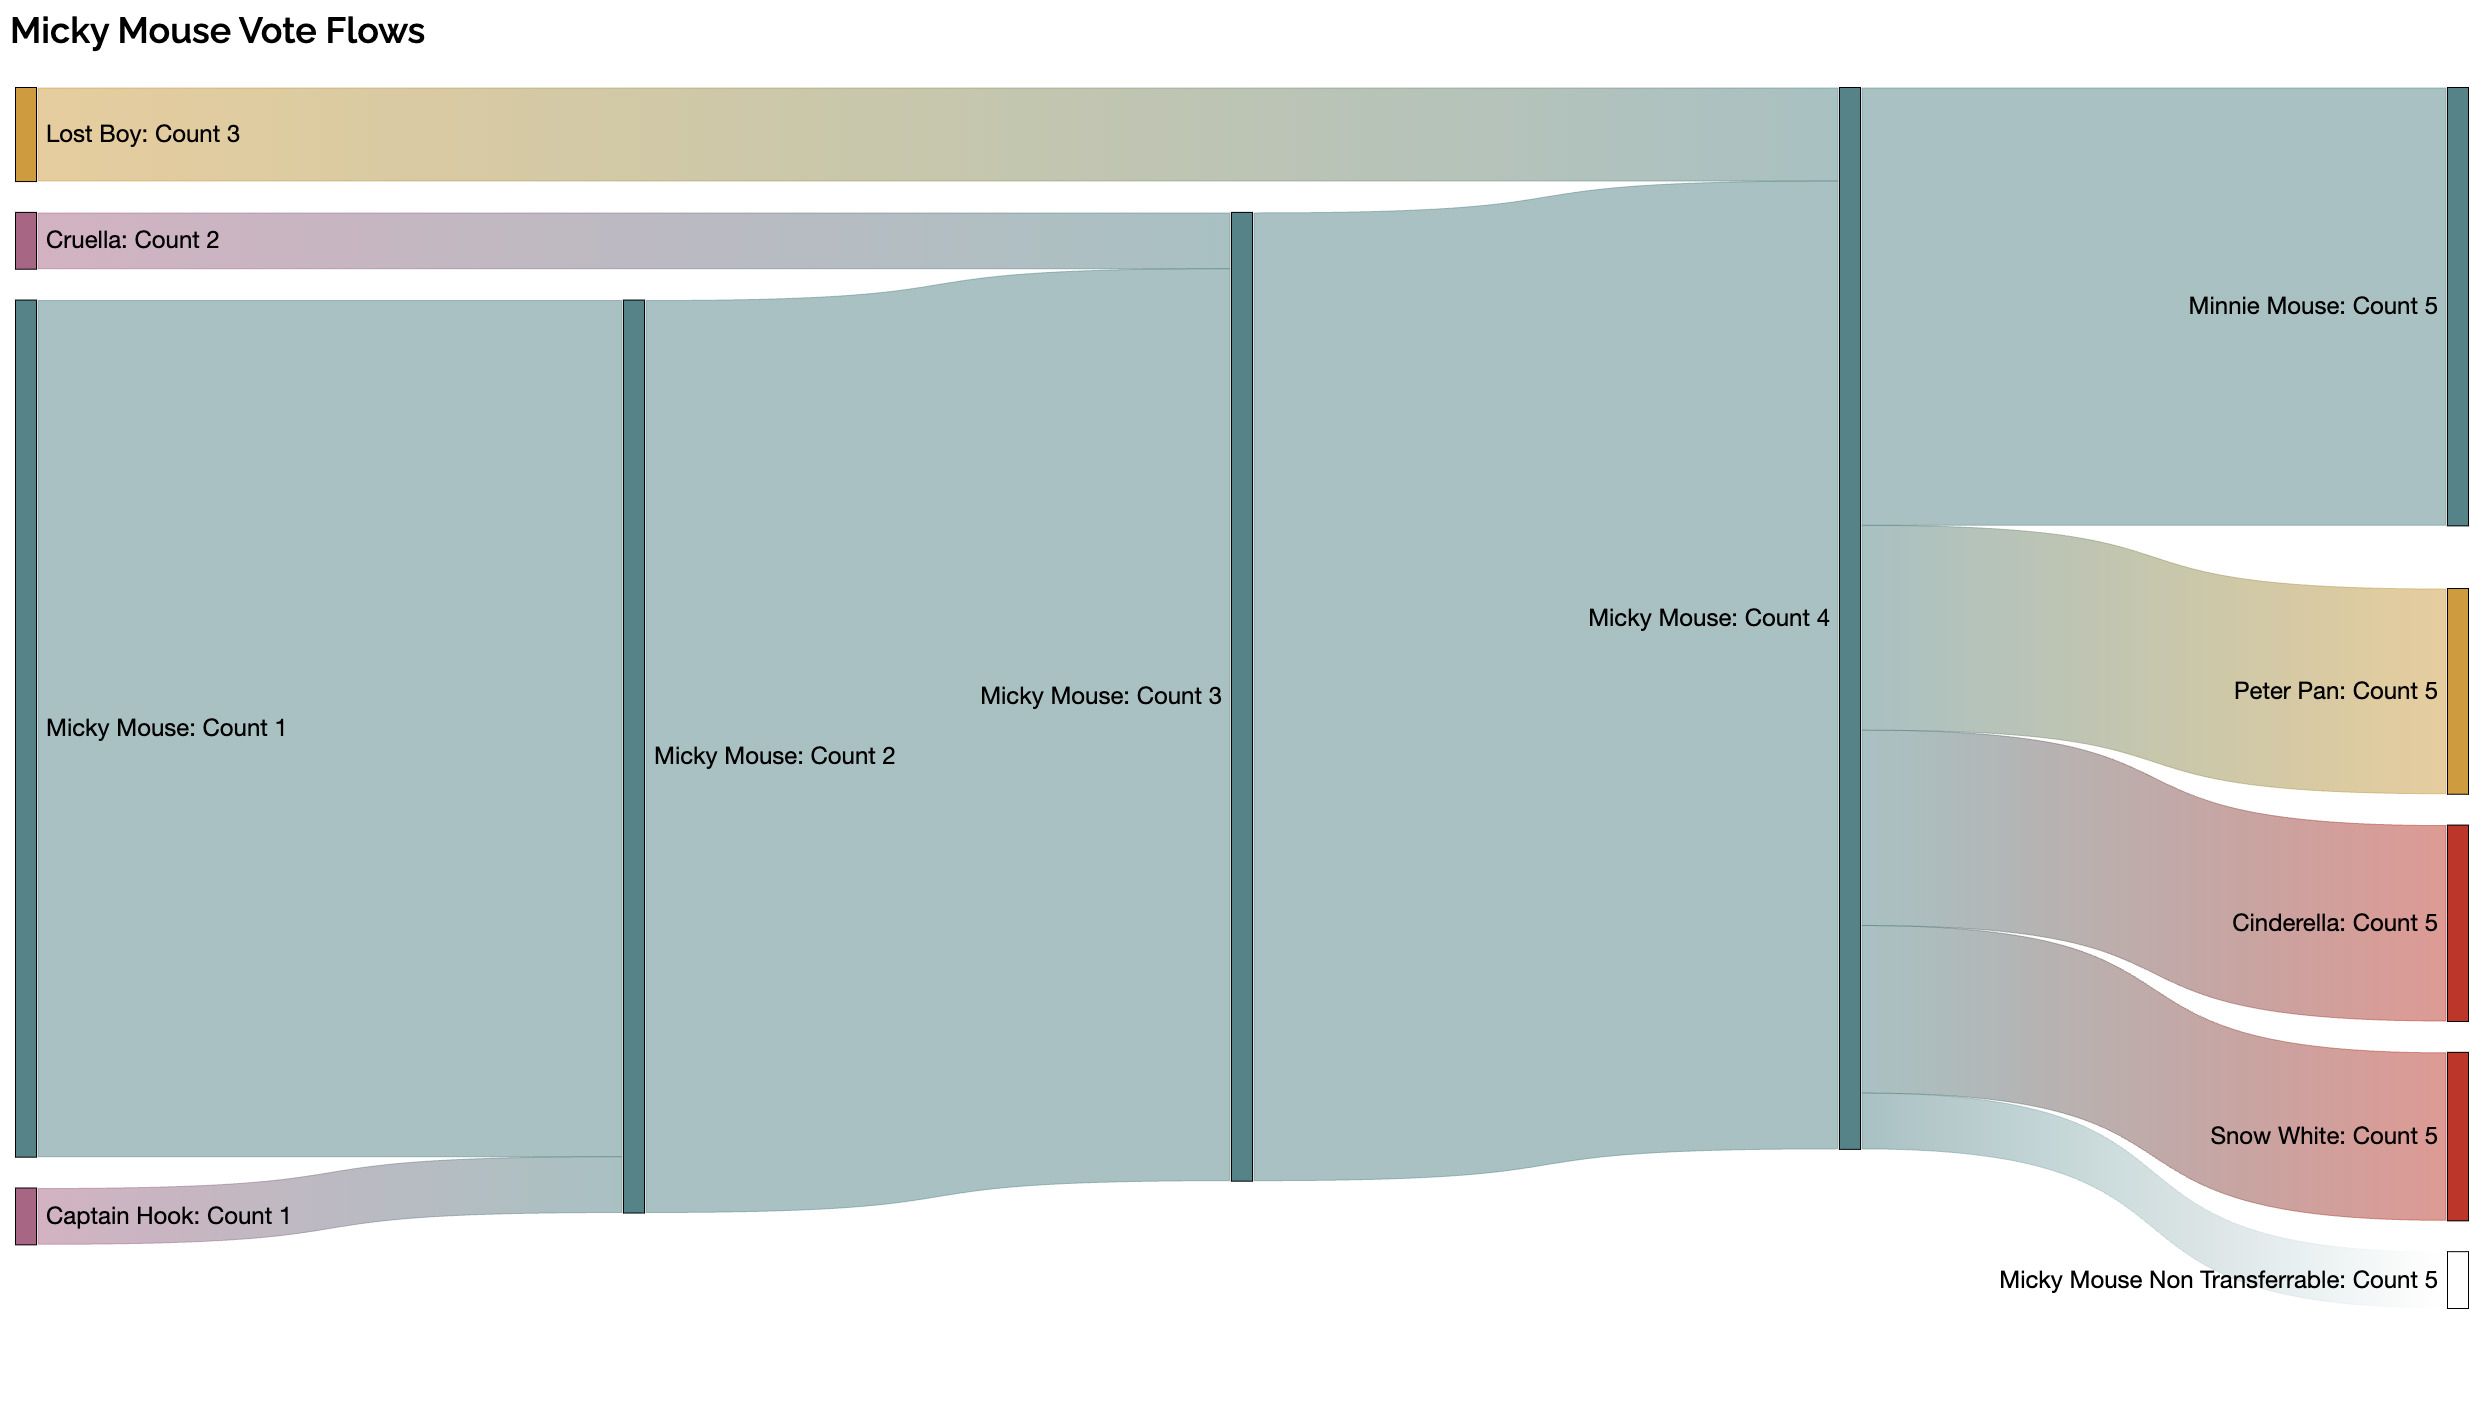 Micky Mouse Vote Flows
Lost Boy: Count 3
Cruella: Count 2
Minnie Mouse: Count 5
Micky Mouse: Count 4
Peter Pan: Count 5
Micky Mouse: Count 3
Micky Mouse: Count 1
Micky Mouse: Count 2
Cinderella: Count 5
Snow White: Count 5
Captain Hook: Count 1
Micky Mouse Non Transferrable: Count 5